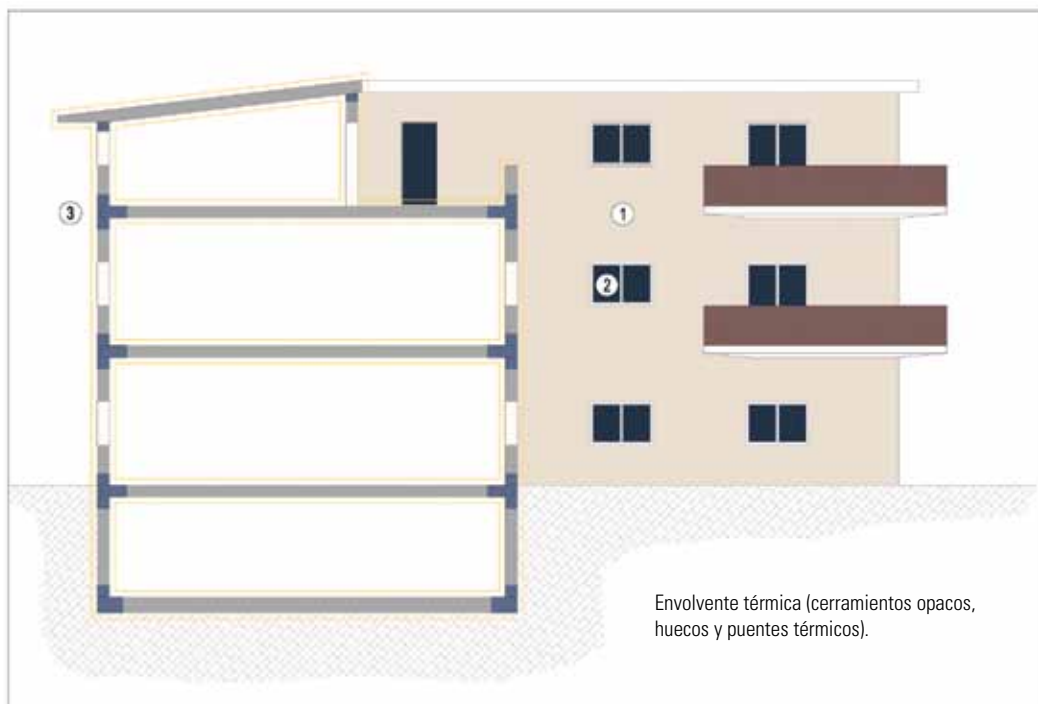 3
1
2
Envolvente térmica (cerramientos opacos,
huecos y puentes térmicos).